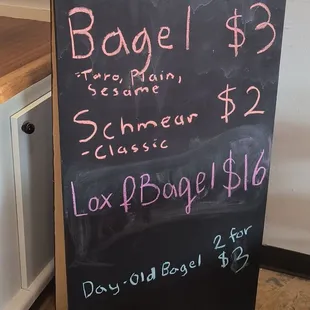 Bagel $3
-Taro, Plain,
Sesame
Schmear $2
-Classic
Lox & Bagel $16
Day-Old Bagel 2 for
$3